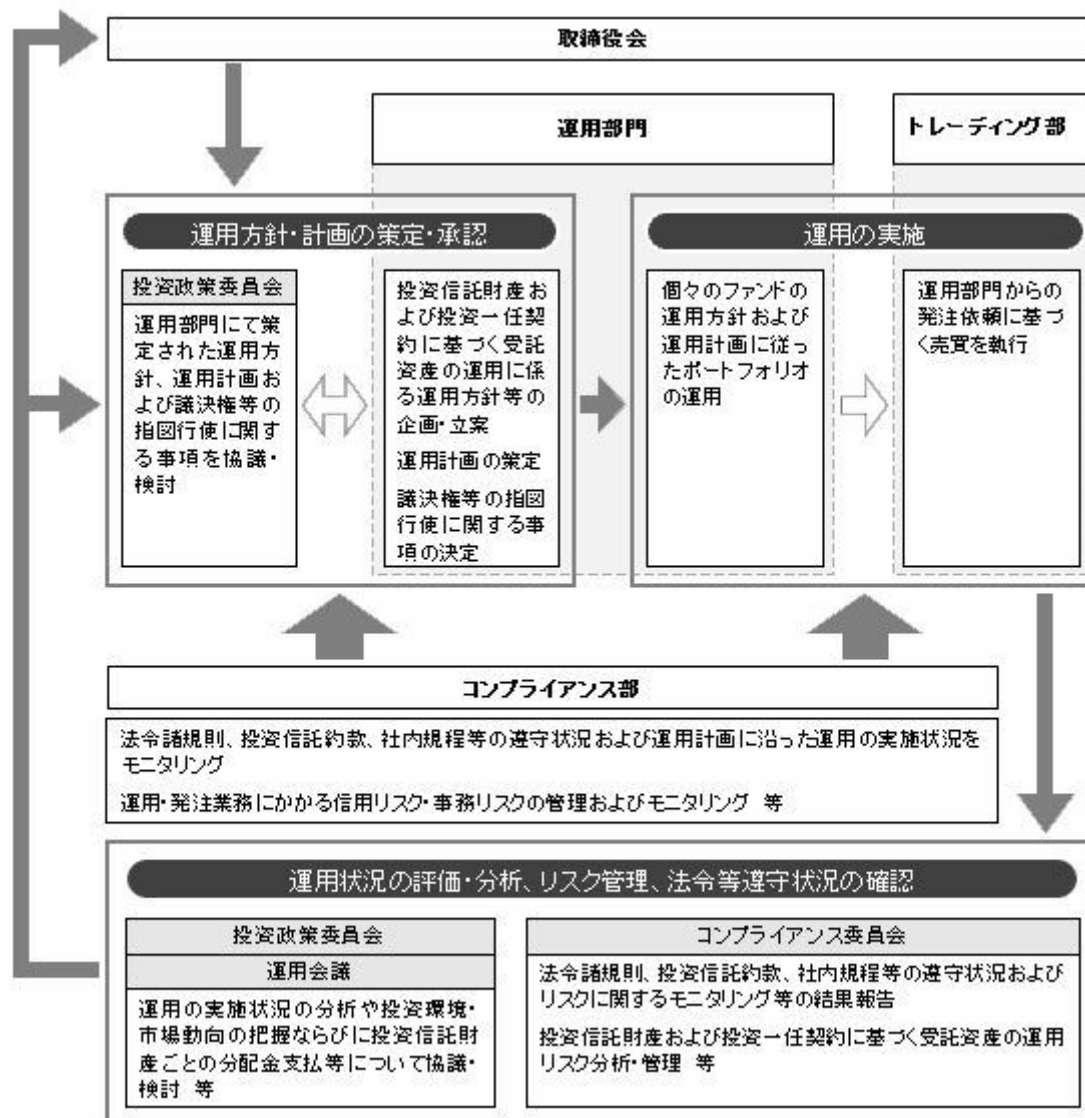 取締役会
運用部門
トレーディング部
運用方針・計画の策定・承認
投資政策委員会
運用部門にて策
定された運用方
針、運用計画お
よび議決権等の
指図行使に関す
る事項を協議・
検討
投資信託財産お
よび投資一任契
約に基づく受託
資産の運用に係
る運用方針等の
企画・立案
運用計画の策定
議決権等の指図
行使に関する事
項の決定
運用の実施
個々のファンドの
運用方針および
運用計画に従っ
たポートフォリオ
の運用
運用部門からの
発注依頼に基づ
く売買を執行
コンプライアンス部
法令諸規則、投資信託約款、社内規程等の遵守状況および運用計画に沿った運用の実施状況を
モニタリング
運用・発注業務にかかる信用リスク・事務リスクの管理およびモニタリング 等
運用状況の評価・分析、リスク管理、法令等遵守状況の確認
投資政策委員会
運用会議
運用の実施状況の分析や投資環境・
市場動向の把握ならびに投資信託財
産ごとの分配金支払等について協議・
検討 等
コンプライアンス委員会
法令諸規則、投資信託約款、社内規程等の遵守状況および
リスクに関するモニタリング等の結果報告
投資信託財産および投資一任契約に基づく受託資産の運用
リスク分析・管理 等